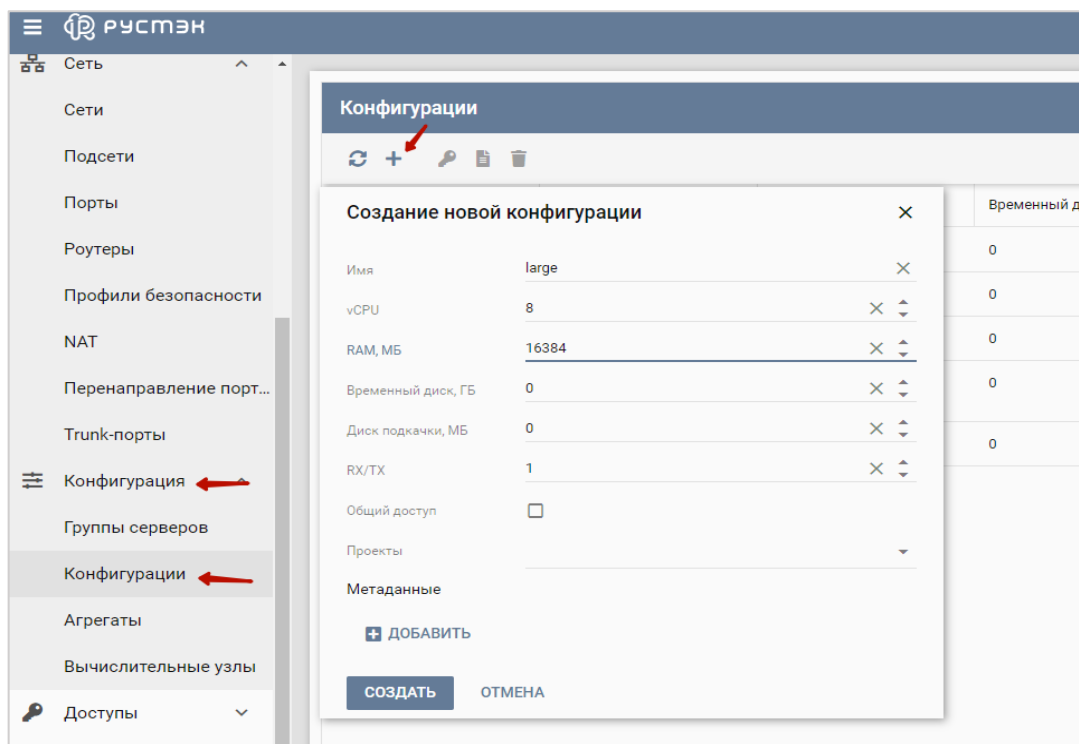 РУСТЭК
Сеть
Сети
Подсети
Порты
Роутеры
Профили безопасности
NAT
Перенаправление порт...
Trunk-порты
Конфигурация
Группы серверов
Конфигурации
Агрегаты
Вычислительные узлы
Доступы
Конфигурации
Создание новой конфигурации
Имя large
vCPU 8
RAM, МБ 16384
Временный диск, ГБ 0
Диск подкачки, МБ 0
RX/TX 1
Общий доступ
Проекты
Метаданные
ДОБАВИТЬ
СОЗДАТЬ ОТМЕНА
Временный д
0
0
0
0
0